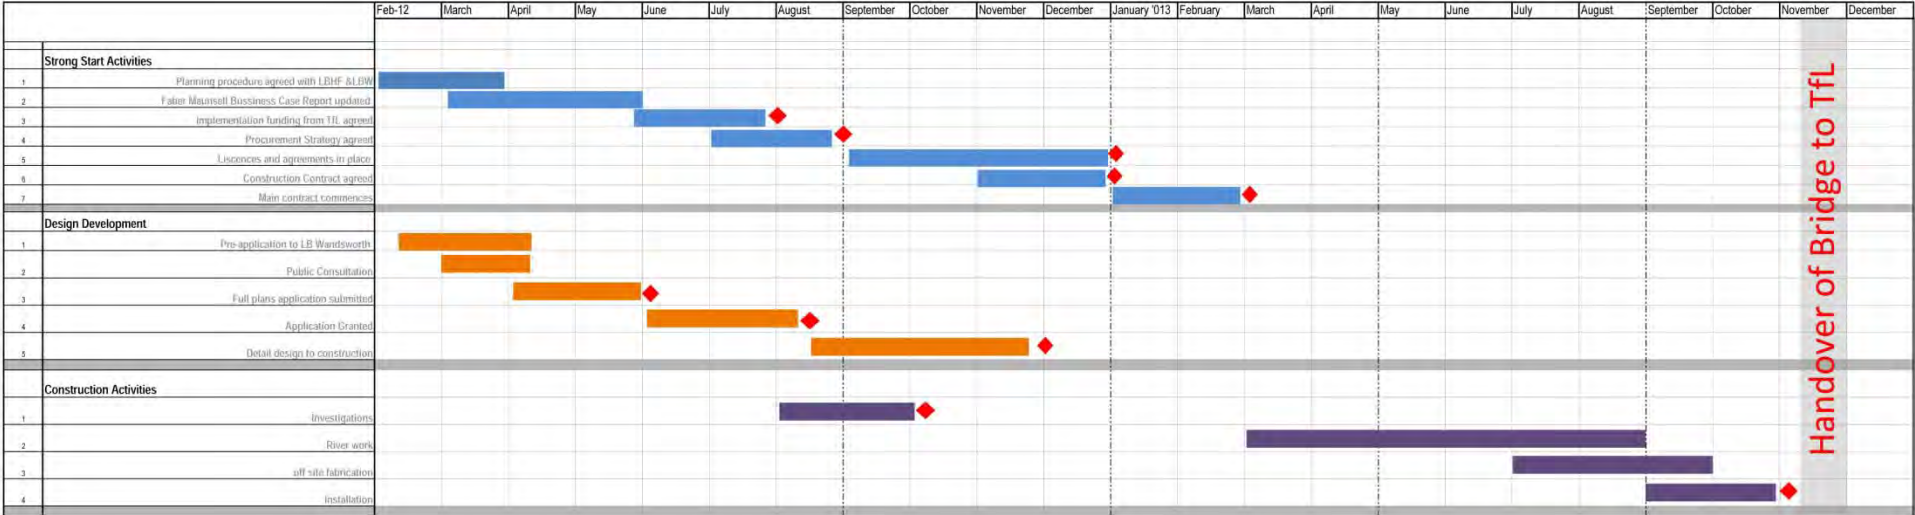 Feb-12 March April May June July August September October November December January '013 February March April May June July August September October November December
Strong Start Activities
1 Planning procedure agreed with LBHF &LBW
2 Faber Maunsell Bussiness Case Report updated
3 Implementation funding from TfL agreed
4 Procurement Strategy agreed
5 Liscences and agreements in place
6 Construction Contract agreed
7 Main contract commences
Design Development
1 Pre-application to LB Wandsworth
2 Public Consultation
3 Full plans application submitted
4 Application Granted
5 Detail design to construction
Construction Activities
1 Investigations
2 River work
3 off site fabrication
4 Installation
Handover of Bridge to TfL